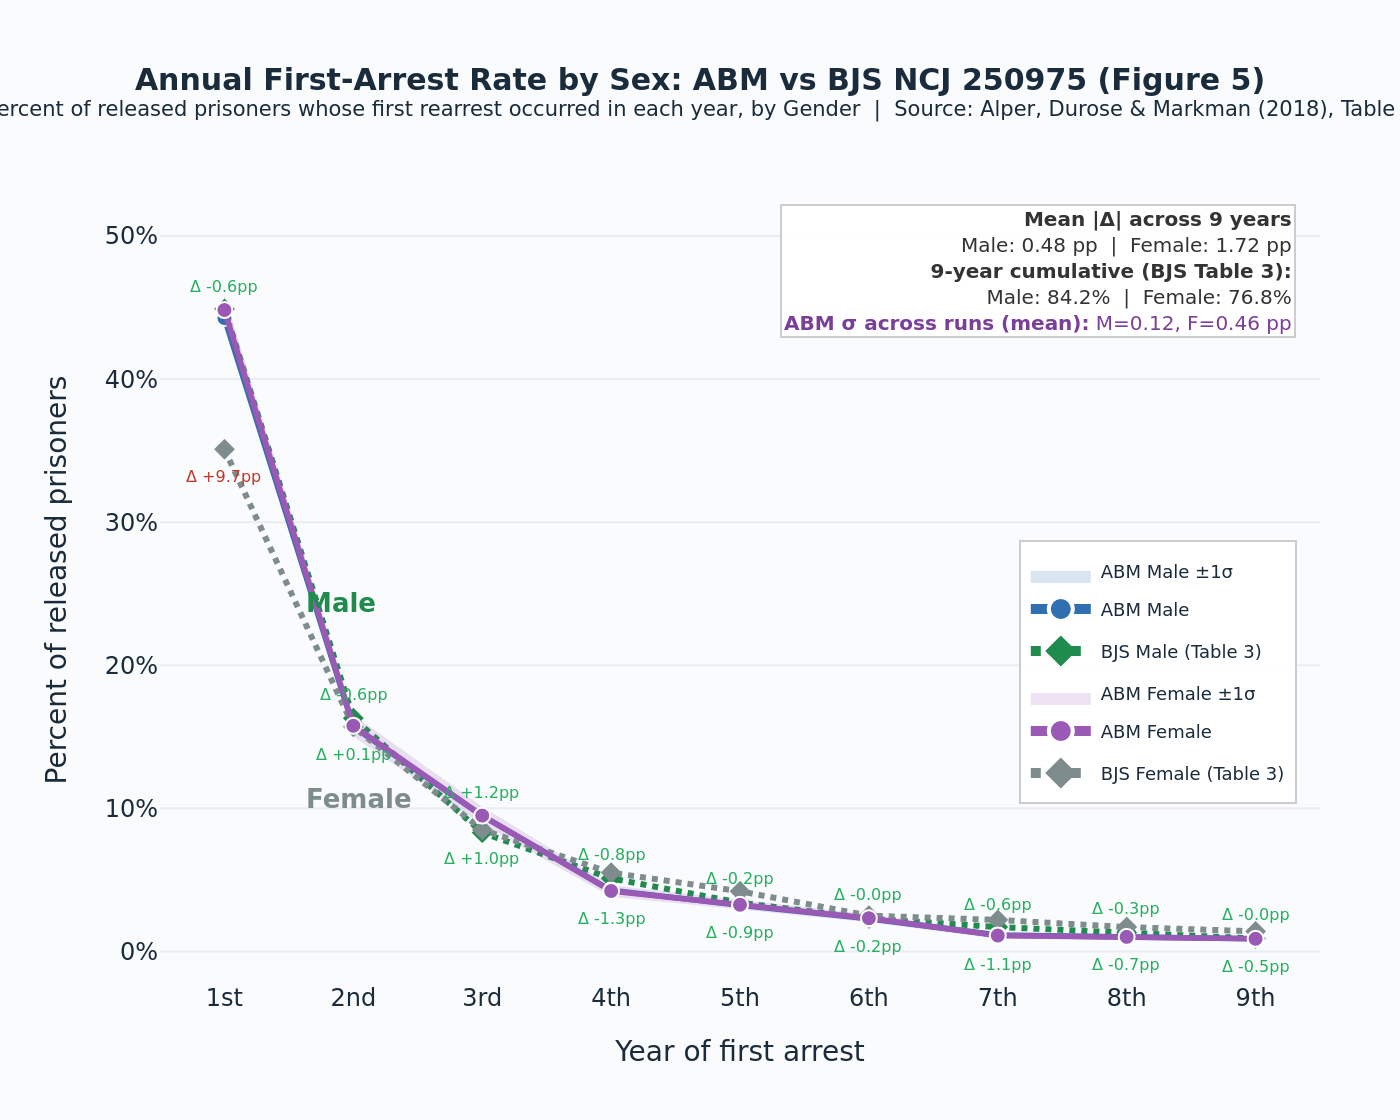 Annual First-Arrest Rate by Sex: ABM vs BJS NCJ 250975 (Figure 5)
ercent of released prisoners whose first rearrest occurred in each year, by Gender | Source: Alper, Durose & Markman (2018), Table
Mean |Δ| across 9 years
Male: 0.48 pp | Female: 1.72 pp
9-year cumulative (BJS Table 3):
Male: 84.2% | Female: 76.8%
ABM σ across runs (mean): M=0.12, F=0.46 pp
50%
40%
30%
20%
10%
0%
Percent of released prisoners
Δ -0.6pp
Δ +9.7pp
Male
Δ -0.6pp
Δ +0.1pp
Female
Δ +1.2pp
Δ +1.0pp
Δ -0.8pp
Δ -1.3pp
Δ -0.2pp
Δ -0.9pp
Δ -0.0pp
Δ -0.2pp
Δ -0.6pp
Δ -1.1pp
Δ -0.3pp
Δ -0.7pp
Δ -0.0pp
Δ -0.5pp
ABM Male ±1σ
ABM Male
BJS Male (Table 3)
ABM Female ±1σ
ABM Female
BJS Female (Table 3)
1st 2nd 3rd 4th 5th 6th 7th 8th 9th
Year of first arrest